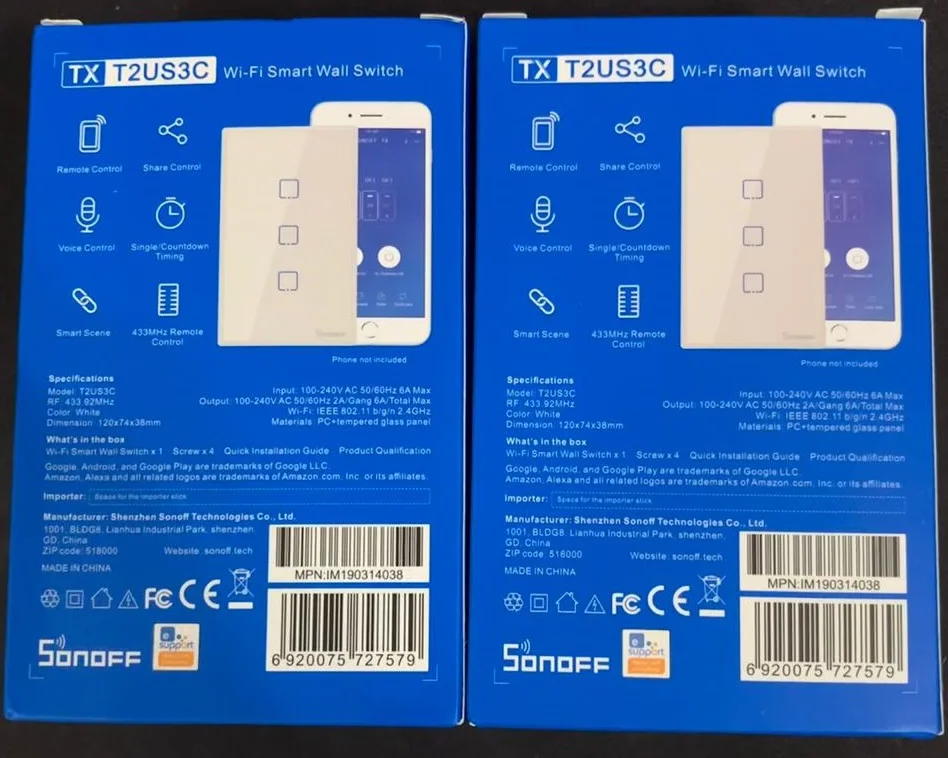 TX T2US3C Wi-Fi Smart Wall Switch
Remote Control
Share Control
Voice Control
Single/Countdown
Timing
Smart Scene
433MHz Remote
Control
Sonoff
Phone not included
Specifications
Model: T2US3C
RF: 433.92MHz
Color: White
Dimension: 120x74x38mm
Input: 100-240V AC 50/60Hz 6A Max
Output: 100-240V AC 50/60Hz 2A/Gang 6A/Total Max
Wi-Fi: IEEE 802.11 b/g/n 2.4GHz
Materials: PC+tempered glass panel
What's in the box
Wi-Fi Smart Wall Switch x 1 Screw x 4 Quick Installation Guide Product Qualification
Google, Android, and Google Play are trademarks of Google LLC.
Amazon, Alexa and all related logos are trademarks of Amazon.com, Inc. or its affiliates.
Importer: Space for the importer stick
Manufacturer: Shenzhen Sonoff Technologies Co., Ltd.
1001, BLDG8, Lianhua Industrial Park, shenzhen,
GD, China
ZIP code: 518000 Website: sonoff.tech
MADE IN CHINA
MPN:IM190314038
FC CE
SONOFF
e support
6 920075 727579
TX T2US3C Wi-Fi Smart Wall Switch
Remote Control
Share Control
Voice Control
Single/Countdown
Timing
Smart Scene
433MHz Remote
Control
Sonoff
Phone not included
Specifications
Model: T2US3C
RF: 433.92MHz
Color: White
Dimension: 120x74x38mm
Input: 100-240V AC 50/60Hz 6A Max
Output: 100-240V AC 50/60Hz 2A/Gang 6A/Total Max
Wi-Fi: IEEE 802.11 b/g/n 2.4GHz
Materials: PC+tempered glass panel
What's in the box
Wi-Fi Smart Wall Switch x 1 Screw x 4 Quick Installation Guide Product Qualification
Google, Android, and Google Play are trademarks of Google LLC.
Amazon, Alexa and all related logos are trademarks of Amazon.com, Inc. or its affiliates.
Importer: Space for the importer stick
Manufacturer: Shenzhen Sonoff Technologies Co., Ltd.
1001, BLDG8, Lianhua Industrial Park, shenzhen,
GD, China
ZIP code: 518000 Website: sonoff.tech
MADE IN CHINA
MPN:IM190314038
FC CE
SONOFF
e support
6 920075 727579